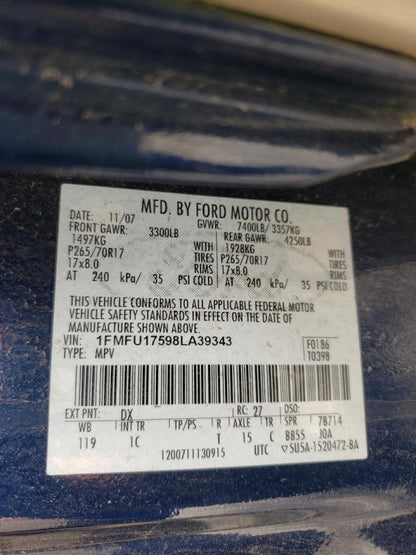 MFD. BY FORD MOTOR CO.
DATE: 11/07 GVWR: 7400LB/ 3357KG
FRONT GAWR: 3300LB REAR GAWR: 4250LB
1497KG WITH 1928KG WITH
P265/70R17 TIRES P265/70R17 TIRES
17x8.0 RIMS 17x8.0 RIMS
AT 240 kPa/ 35 PSI COLD AT 240 kPa/ 35 PSI COLD
THIS VEHICLE CONFORMS TO ALL APPLICABLE FEDERAL MOTOR
VEHICLE SAFETY STANDARDS IN EFFECT ON THE DATE OF
MANUFACTURE SHOWN ABOVE.
VIN: 1FMFU17598LA39343 F0186
TYPE: MPV T0398
EXT PNT: DX RC: 27 DSO:
WB INT TR TP/PS R AXLE TR SPR 7B714
119 1C T 15 C BB55 J0A
1200711130915 UTC 5U5A-1520472-BA